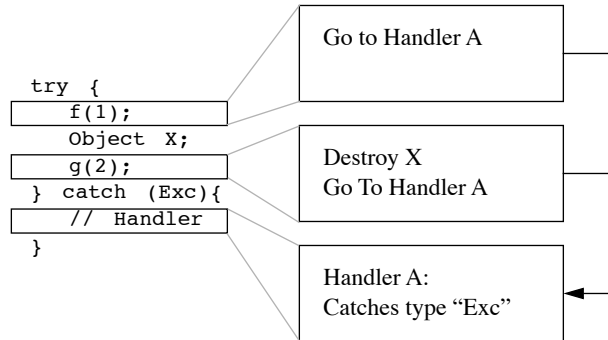 try {
f(1);
Object X;
g(2);
} catch (Exc){
// Handler
}
Go to Handler A
Destroy X
Go To Handler A
Handler A:
Catches type “Exc”